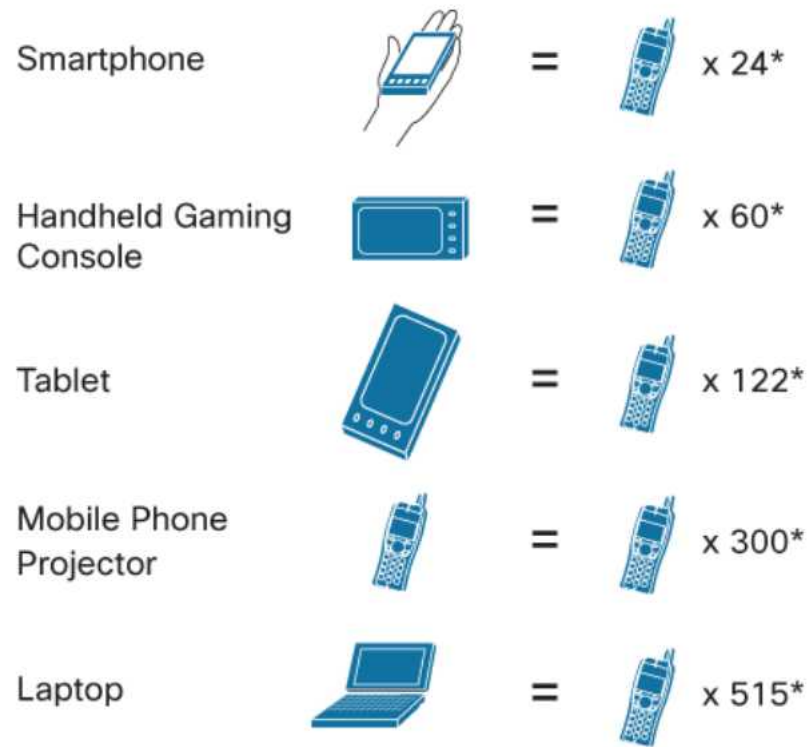 Smartphone = x 24*
Handheld Gaming
Console = x 60*
Tablet = x 122*
Mobile Phone
Projector = x 300*
Laptop = x 515*